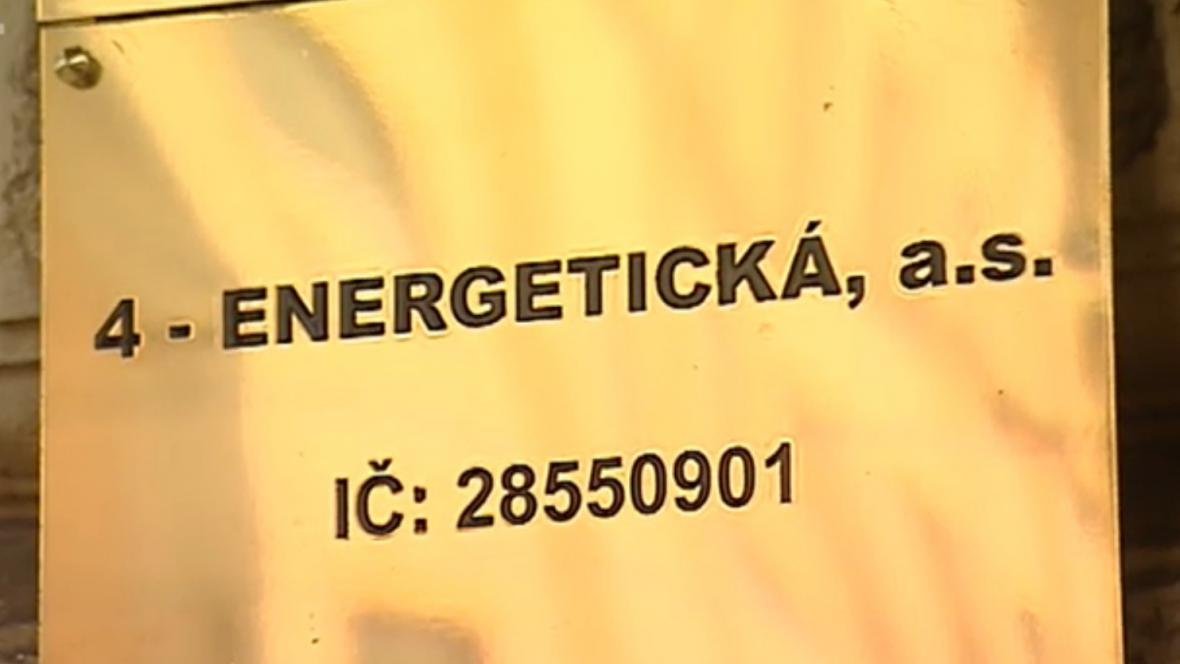 4 - ENERGETICKÁ, a.s.
IČ: 28550901